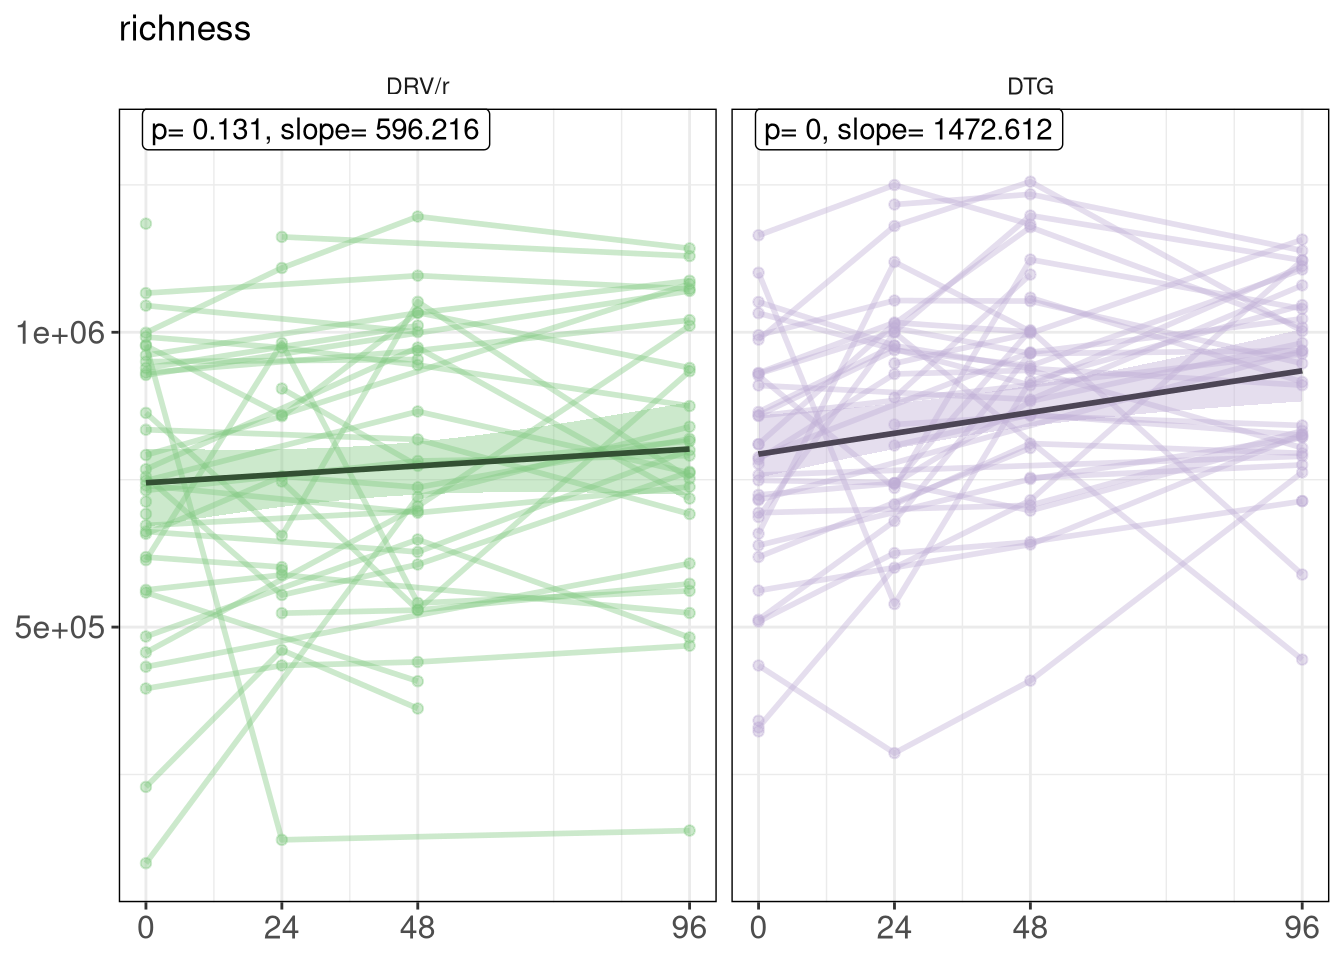 richness
DRV/r
DTG
p= 0.131, slope= 596.216
p= 0, slope= 1472.612
1e+06
5e+05
0 24 48 96
0 24 48 96